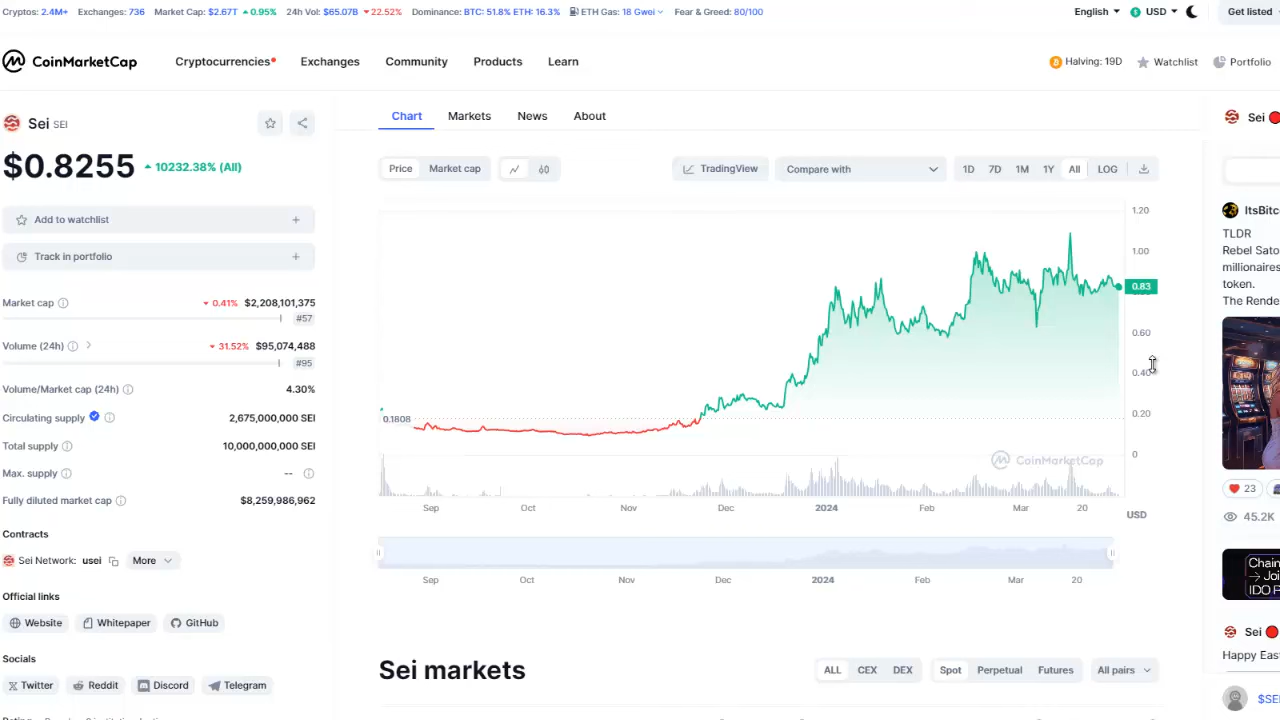 Cryptos: 2.4M+ Exchanges: 736 Market Cap: $2.67T 0.95% 24h Vol: $65.07B 22.52% Dominance: BTC: 51.8% ETH: 16.3% ETH Gas: 18 Gwei Fear & Greed: 80/100 English USD Get listed
CoinMarketCap Cryptocurrencies Exchanges Community Products Learn Halving: 19D Watchlist Portfolio
Sei SEI
$0.8255 10232.38% (All)
Add to watchlist +
Track in portfolio +
Market cap 0.41% $2,208,101,375
#57
Volume (24h) 31.52% $95,074,488
#95
Volume/Market cap (24h) 4.30%
Circulating supply 2,675,000,000 SEI
Total supply 10,000,000,000 SEI
Max. supply --
Fully diluted market cap $8,259,986,962
Contracts
Sei Network: usei More
Official links
Website Whitepaper GitHub
Socials
Twitter Reddit Discord Telegram
Chart Markets News About
Price Market cap TradingView Compare with 1D 7D 1M 1Y All LOG
1.20
1.00
0.83
0.60
0.40
0.20
0
0.1808
CoinMarketCap
Sep Oct Nov Dec 2024 Feb Mar 20
USD
Sep Oct Nov Dec 2024 Feb Mar 20
Sei markets ALL CEX DEX Spot Perpetual Futures All pairs
Sei
ItsBitc
TLDR
Rebel Sato
millionaires
token.
The Rende
23
45.2K
Chain
→ Joi
IDO P
Sei
Happy East
$SE